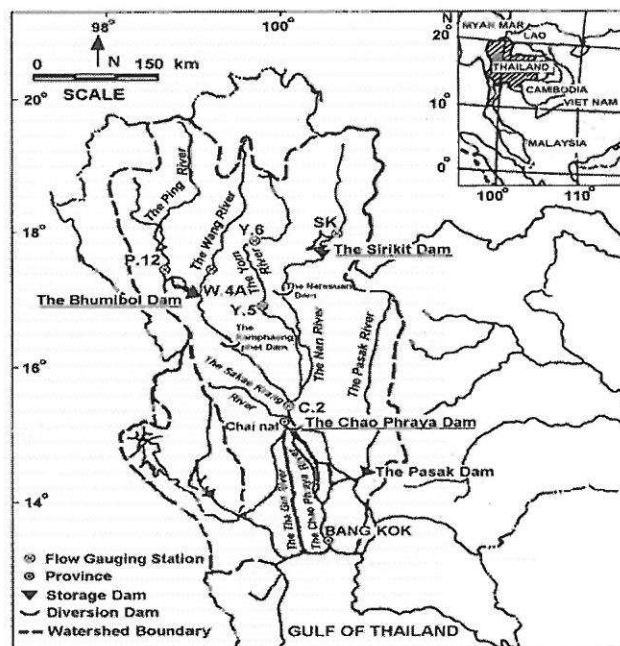 98°
100°
N
0 150 km
SCALE
20°
18°
16°
14°
N
MYAN MAR
LAO
20°
THAILAND
CAMBODIA
10°
VIET NAM
MALAYSIA
0°
100°
110°
The Ping River
The Wang River
Y.6
The Yom River
SK
The Sirikit Dam
P.12
W.4A
The Bhumibol Dam
The Naresuan Dam
Y.5
The Dam
The Nan River
The Pasak River
The Sakae Krang River
C.2
Chai nat
The Chao Phraya Dam
The Pasak Dam
The Tha Gin River
The Chao Phraya River
BANG KOK
Flow Gauging Station
Province
Storage Dam
Diversion Dam
Watershed Boundary
GULF OF THAILAND